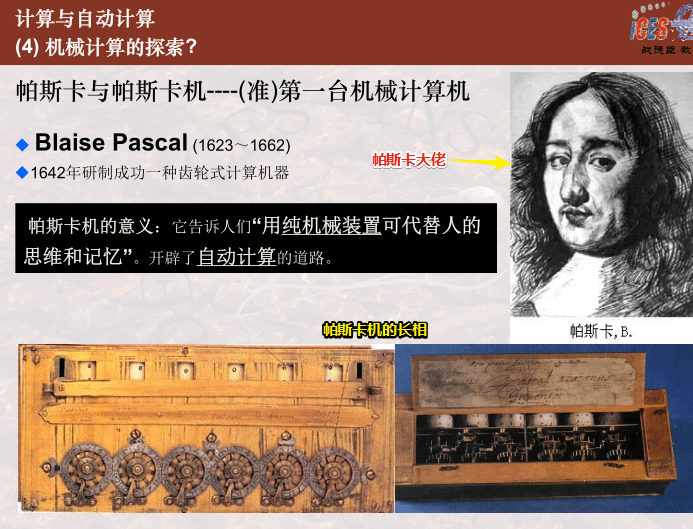 计算与自动计算
(4) 机械计算的探索?
ICES
战德臣 教
帕斯卡与帕斯卡机----(准)第一台机械计算机
◆ Blaise Pascal (1623～1662)
◆1642年研制成功一种齿轮式计算机器
帕斯卡大佬
帕斯卡机的意义：它告诉人们“用纯机械装置可代替人的
思维和记忆”。开辟了自动计算的道路。
帕斯卡,B.
帕斯卡机的长相